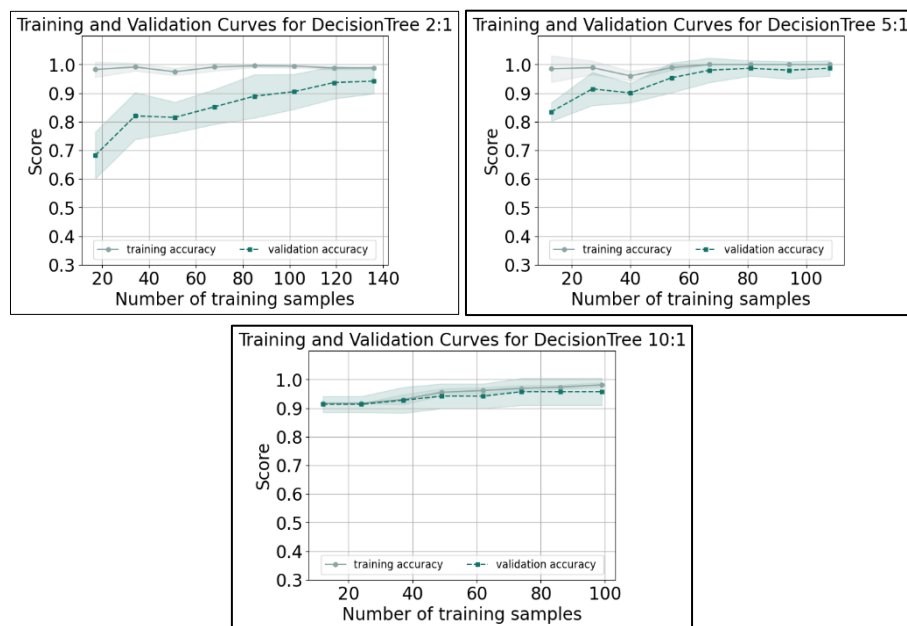 Training and Validation Curves for DecisionTree 2:1
1.0
0.9
0.8
0.7
0.6
0.5
0.4
0.3
Score
training accuracy
validation accuracy
20 40 60 80 100 120 140
Number of training samples
Training and Validation Curves for DecisionTree 5:1
1.0
0.9
0.8
0.7
0.6
0.5
0.4
0.3
Score
training accuracy
validation accuracy
20 40 60 80 100
Number of training samples
Training and Validation Curves for DecisionTree 10:1
1.0
0.9
0.8
0.7
0.6
0.5
0.4
0.3
Score
training accuracy
validation accuracy
20 40 60 80 100
Number of training samples